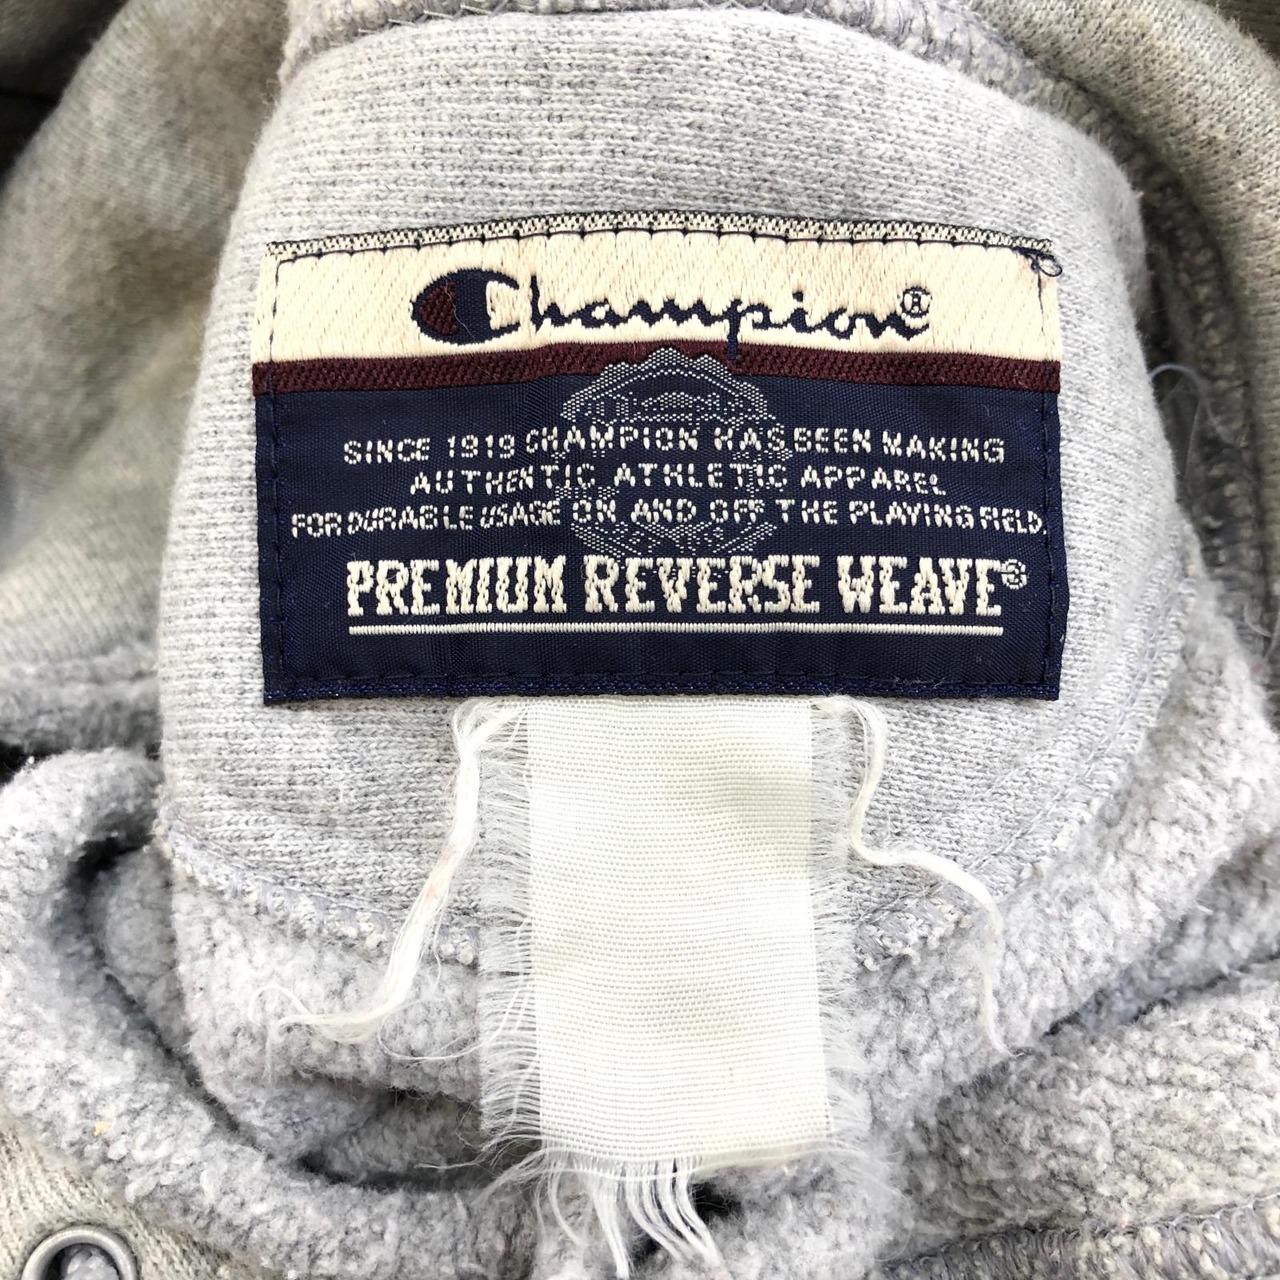 Champion®
SINCE 1919 CHAMPION HAS BEEN MAKING
AUTHENTIC ATHLETIC APPAREL
FOR DURABLE USAGE ON AND OFF THE PLAYING FIELD.
PREMIUM REVERSE WEAVE®